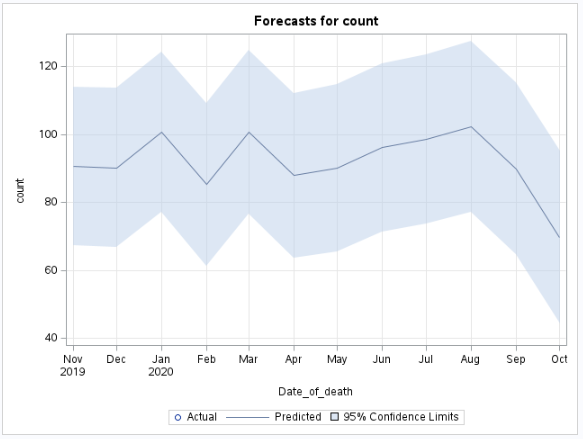 Forecasts for count
120
100
80
60
40
count
Nov Dec Jan Feb Mar Apr May Jun Jul Aug Sep Oct
2019 2020
Date_of_death
Actual Predicted 95% Confidence Limits